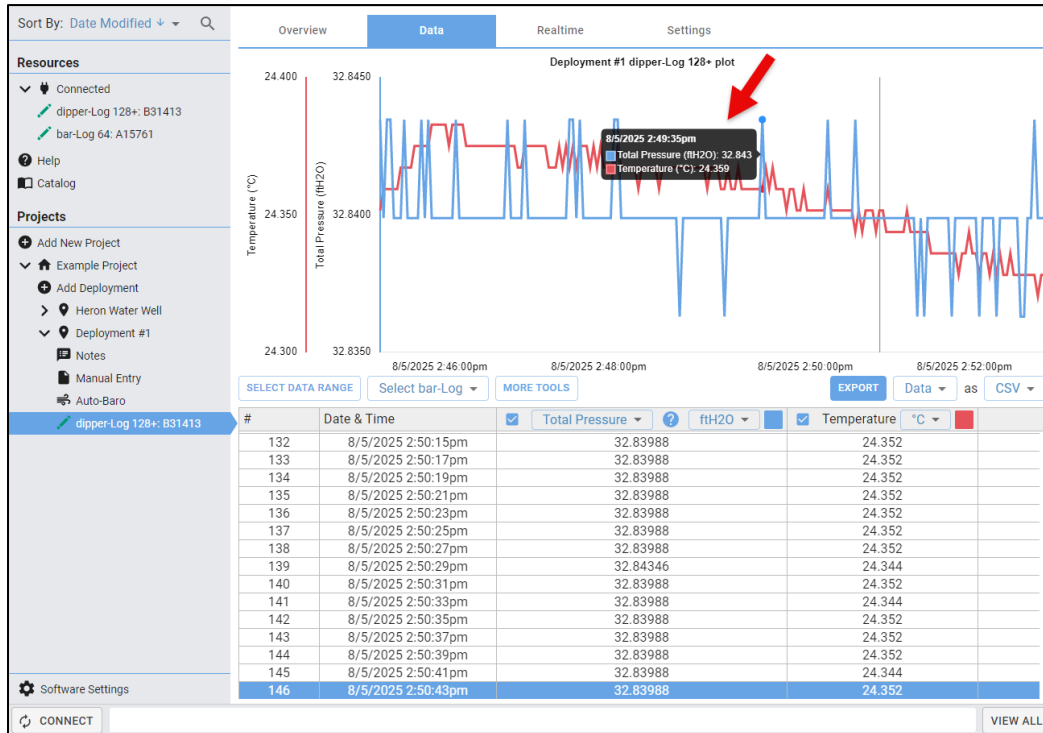 Sort By: Date Modified
Resources
Connected
dipper-Log 128+: B31413
bar-Log 64: A15761
Help
Catalog
Projects
Add New Project
Example Project
Add Deployment
Heron Water Well
Deployment #1
Notes
Manual Entry
Auto-Baro
dipper-Log 128+: B31413
Software Settings
CONNECT
Overview Data Realtime Settings
Deployment #1 dipper-Log 128+ plot
24.400 32.8450
24.350 32.8400
24.300 32.8350
Temperature (°C)
Total Pressure (ftH2O)
8/5/2025 2:49:35pm
Total Pressure (ftH2O): 32.843
Temperature (°C): 24.359
8/5/2025 2:46:00pm 8/5/2025 2:48:00pm 8/5/2025 2:50:00pm 8/5/2025 2:52:00pm
SELECT DATA RANGE Select bar-Log MORE TOOLS EXPORT Data as CSV
# Date & Time Total Pressure ? ftH2O Temperature °C
132 8/5/2025 2:50:15pm 32.83988 24.352
133 8/5/2025 2:50:17pm 32.83988 24.352
134 8/5/2025 2:50:19pm 32.83988 24.352
135 8/5/2025 2:50:21pm 32.83988 24.352
136 8/5/2025 2:50:23pm 32.83988 24.352
137 8/5/2025 2:50:25pm 32.83988 24.352
138 8/5/2025 2:50:27pm 32.83988 24.352
139 8/5/2025 2:50:29pm 32.84346 24.344
140 8/5/2025 2:50:31pm 32.83988 24.352
141 8/5/2025 2:50:33pm 32.83988 24.344
142 8/5/2025 2:50:35pm 32.83988 24.352
143 8/5/2025 2:50:37pm 32.83988 24.352
144 8/5/2025 2:50:39pm 32.83988 24.352
145 8/5/2025 2:50:41pm 32.83988 24.344
146 8/5/2025 2:50:43pm 32.83988 24.352
VIEW ALL